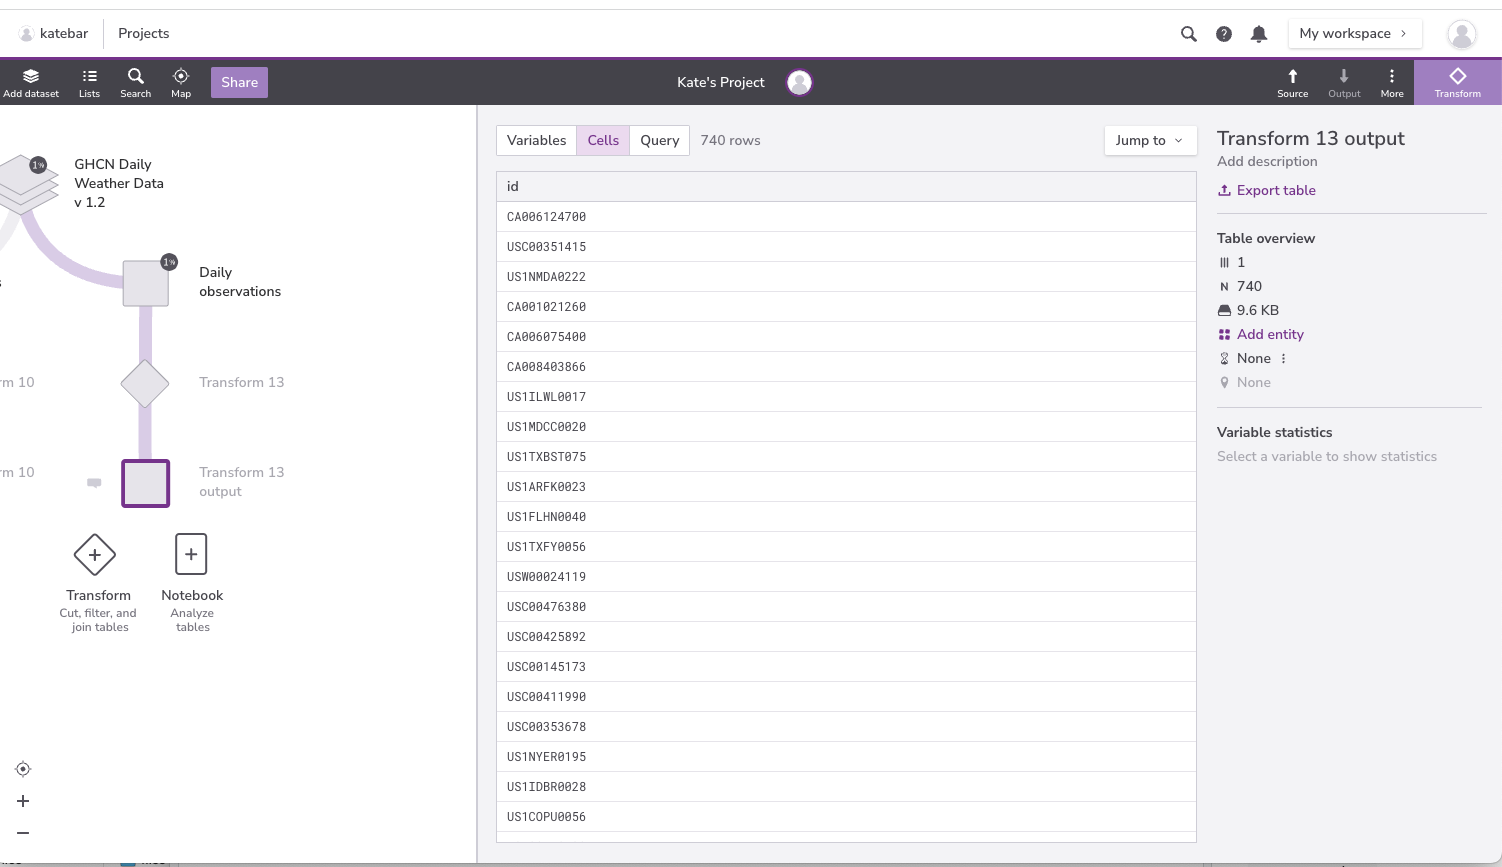 katebar
Projects
My workspace
Add dataset
Lists
Search
Map
Share
Kate's Project
Source
Output
More
Transform
1%
GHCN Daily
Weather Data
v 1.2
1%
Daily
observations
rm 10
Transform 13
rm 10
Transform 13
output
Transform
Cut, filter, and
join tables
Notebook
Analyze
tables
Variables
Cells
Query
740 rows
Jump to
id
CA006124700
USC00351415
US1NMDA0222
CA001021260
CA006075400
CA008403866
US1ILWL0017
US1MDCC0020
US1TXBST075
US1ARFK0023
US1FLHN0040
US1TXFY0056
USW00024119
USC00476380
USC00425892
USC00145173
USC00411990
USC00353678
US1NYER0195
US1IDBR0028
US1COPU0056
Transform 13 output
Add description
Export table
Table overview
1
N 740
9.6 KB
Add entity
None
None
Variable statistics
Select a variable to show statistics